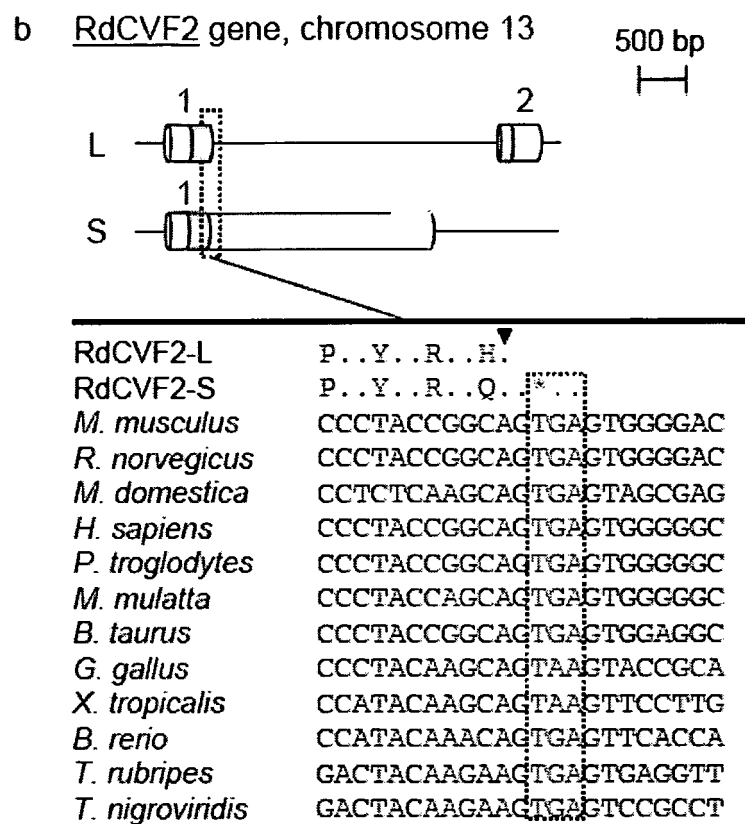 b RdCVF2 gene, chromosome 13
500 bp
1 2
L
1
S
RdCVF2-L P..Y..R..H.
RdCVF2-S P..Y..R..Q..*..
M. musculus CCCTACCGGCAGTGAGTGGGGAC
R. norvegicus CCCTACCGGCAGTGAGTGGGGAC
M. domestica CCTCTCAAGCAGTGAGTAGCGAG
H. sapiens CCCTACCGGCAGTGAGTGGGGGC
P. troglodytes CCCTACCGGCAGTGAGTGGGGGC
M. mulatta CCCTACCAGCAGTGAGTGGGGGC
B. taurus CCCTACCGGCAGTGAGTGGAGGC
G. gallus CCCTACAAGCAGTAAGTACCGCA
X. tropicalis CCATACAAGCAGTAAGTTCCTTG
B. rerio CCATACAAACAGTGAGTTCACCA
T. rubripes GACTACAAGAAGTGAGTGAGGTT
T. nigroviridis GACTACAAGAAGTGAGTCCGCCT